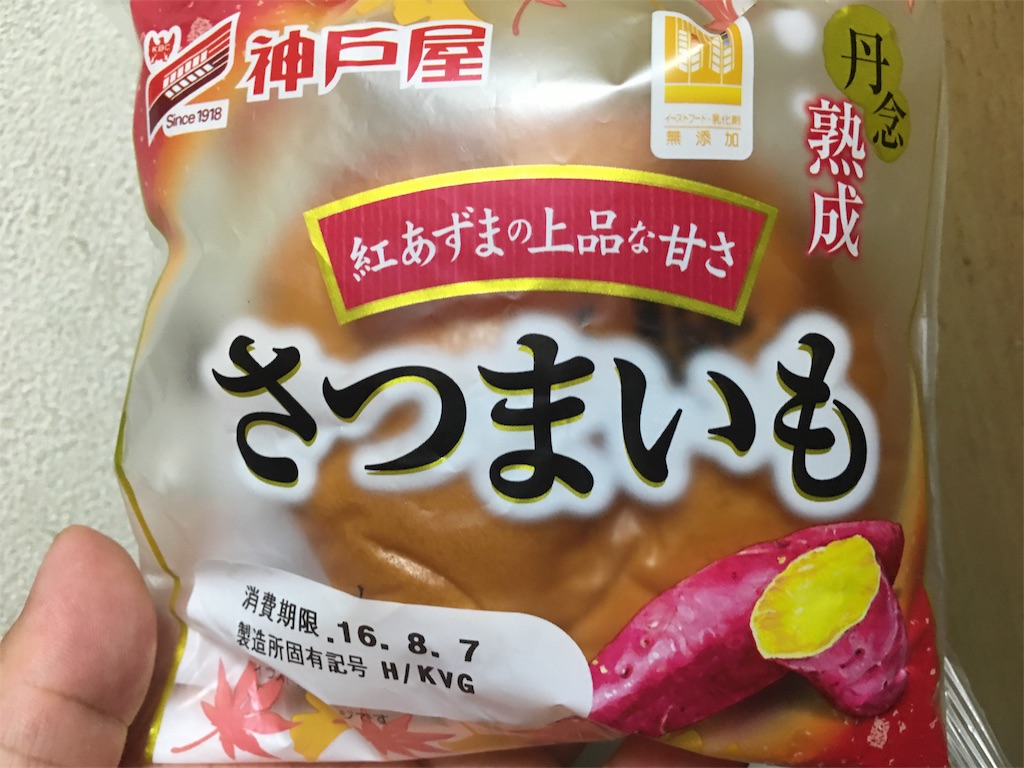 KBC
神戸屋
Since 1918
イーストフード・乳化剤
無添加
丹念
熟成
紅あずまの上品な甘さ
さつまいも
消費期限 .16. 8. 7
製造所固有記号 H/KVG